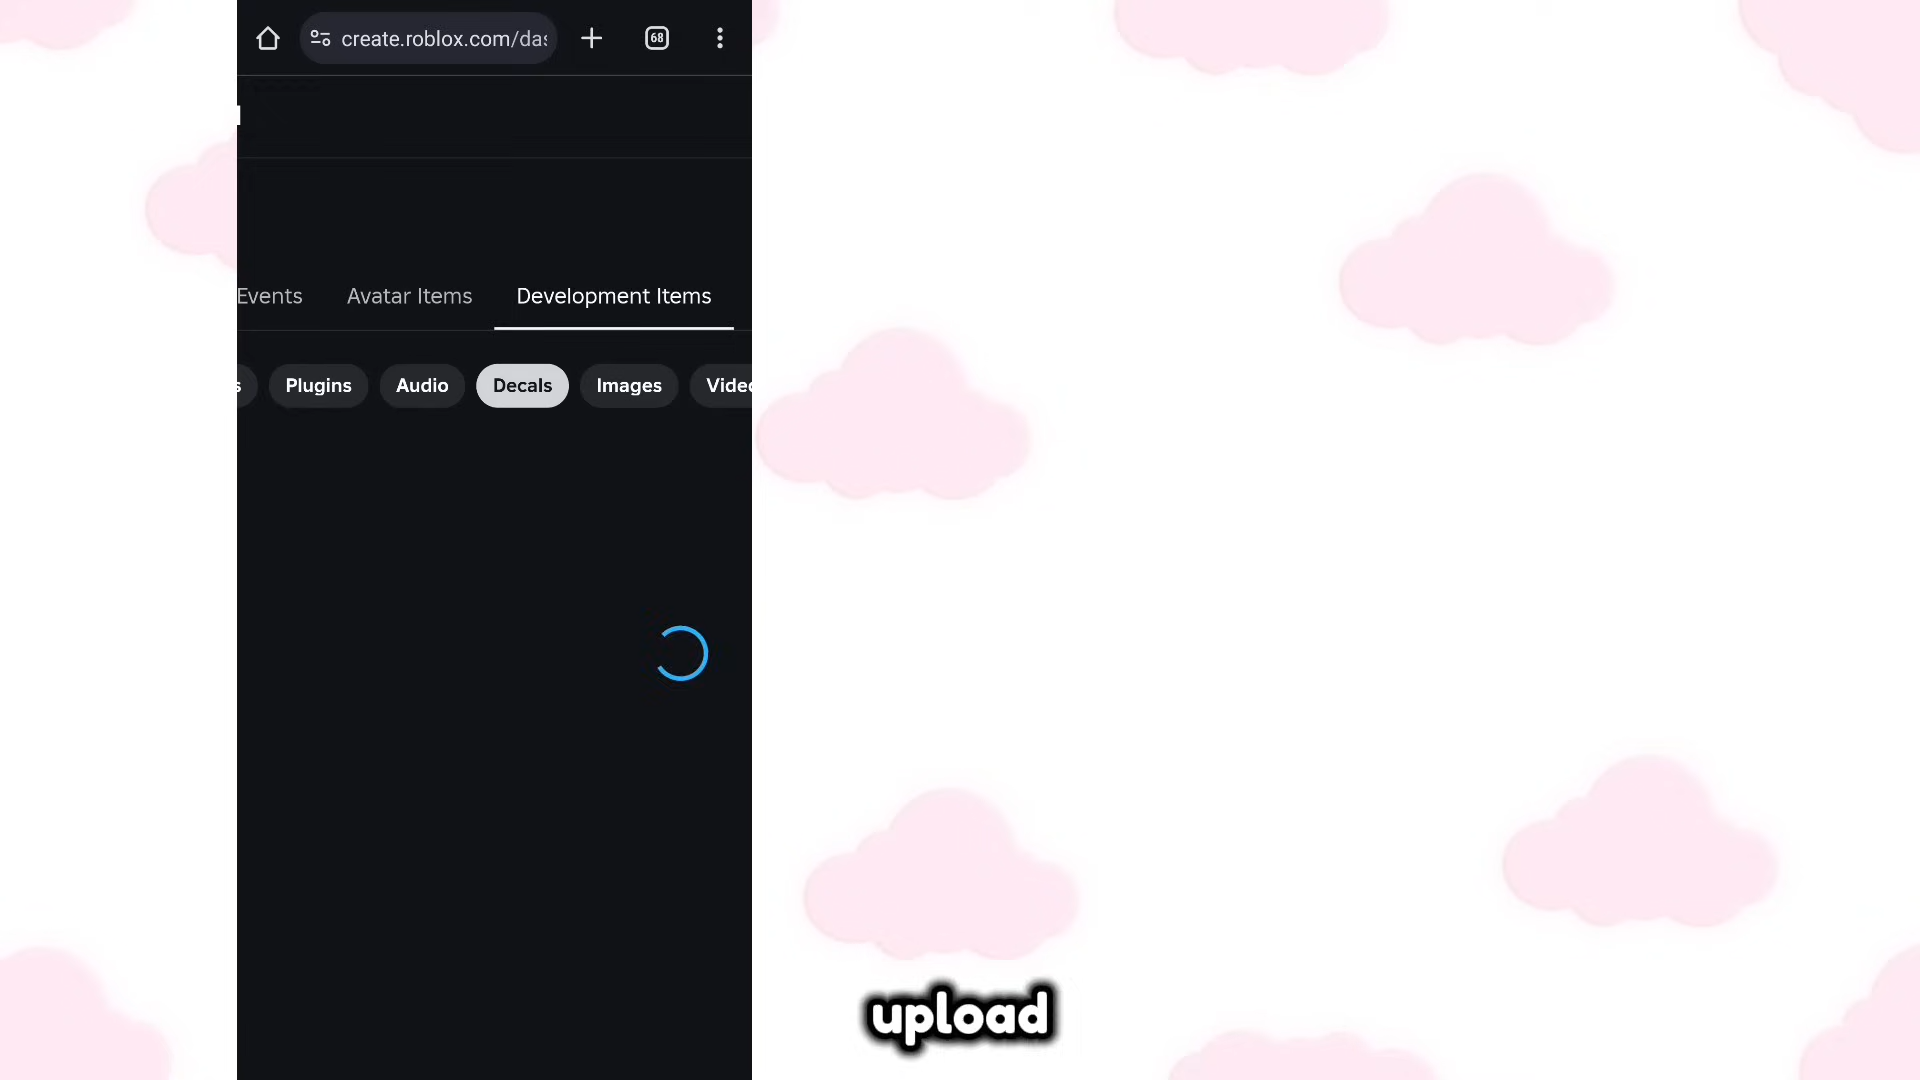 create.roblox.com/das
68
Events Avatar Items Development Items
s Plugins Audio Decals Images Vide
upload